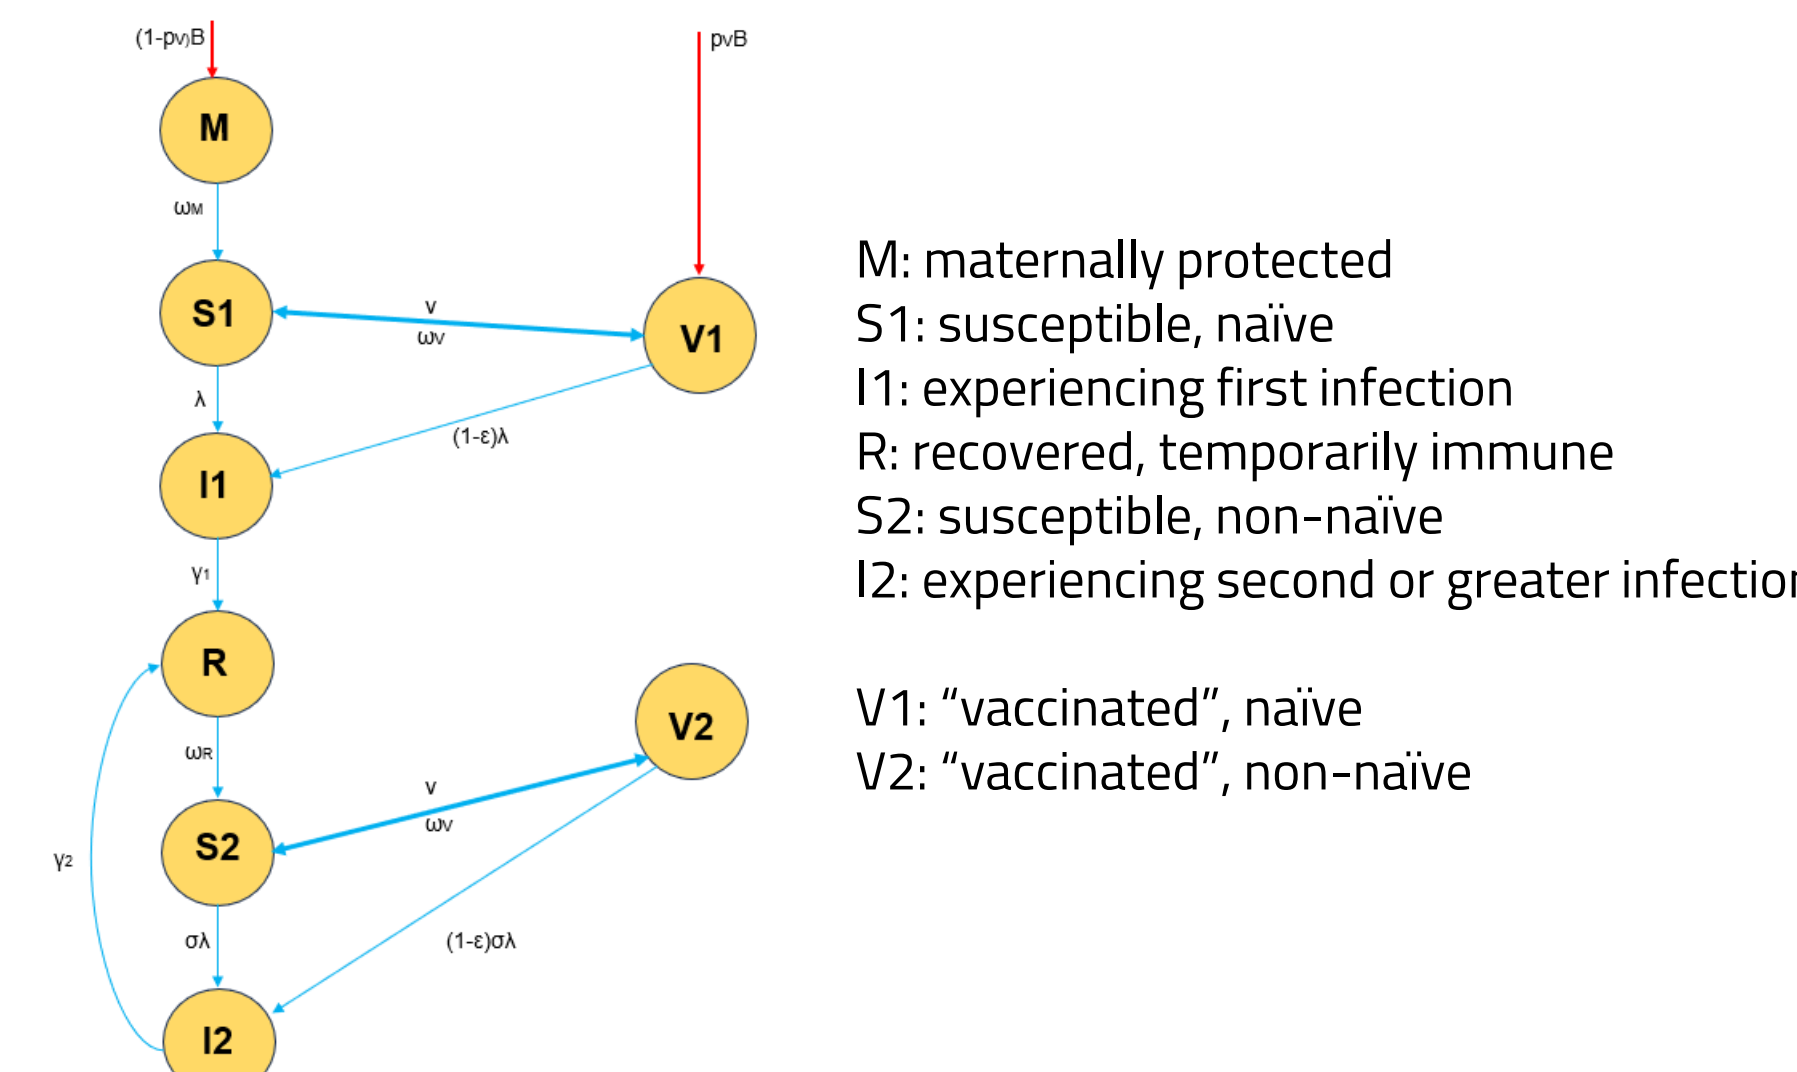 (1-pv)B
pvB
M
ωM
S1
v
ωv
V1
λ
(1-ε)λ
I1
γ1
R
ωR
V2
v
ωv
S2
γ2
σλ
(1-ε)σλ
I2
M: maternally protected
S1: susceptible, naïve
I1: experiencing first infection
R: recovered, temporarily immune
S2: susceptible, non-naïve
I2: experiencing second or greater infection
V1: “vaccinated”, naïve
V2: “vaccinated”, non-naïve